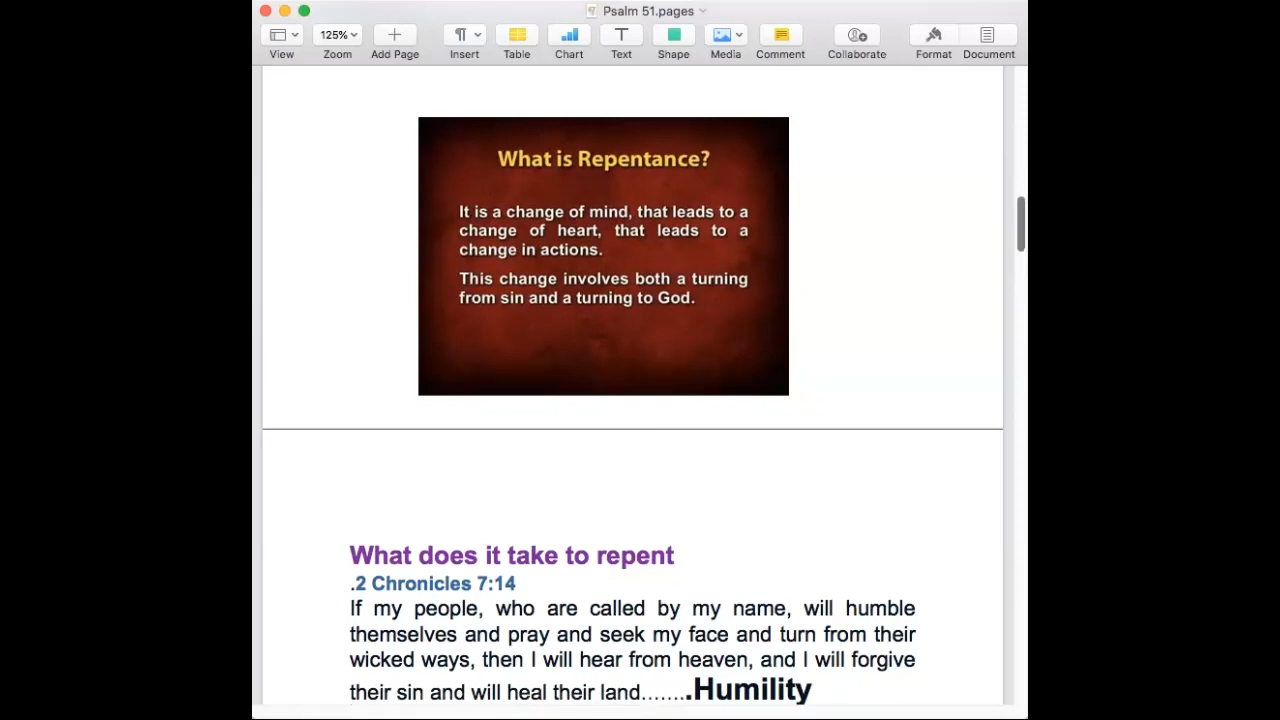 Psalm 51.pages
125%
View Zoom Add Page Insert Table Chart Text Shape Media Comment Collaborate Format Document
What is Repentance?
It is a change of mind, that leads to a
change of heart, that leads to a
change in actions.
This change involves both a turning
from sin and a turning to God.
What does it take to repent
.2 Chronicles 7:14
If my people, who are called by my name, will humble
themselves and pray and seek my face and turn from their
wicked ways, then I will hear from heaven, and I will forgive
their sin and will heal their land.......Humility